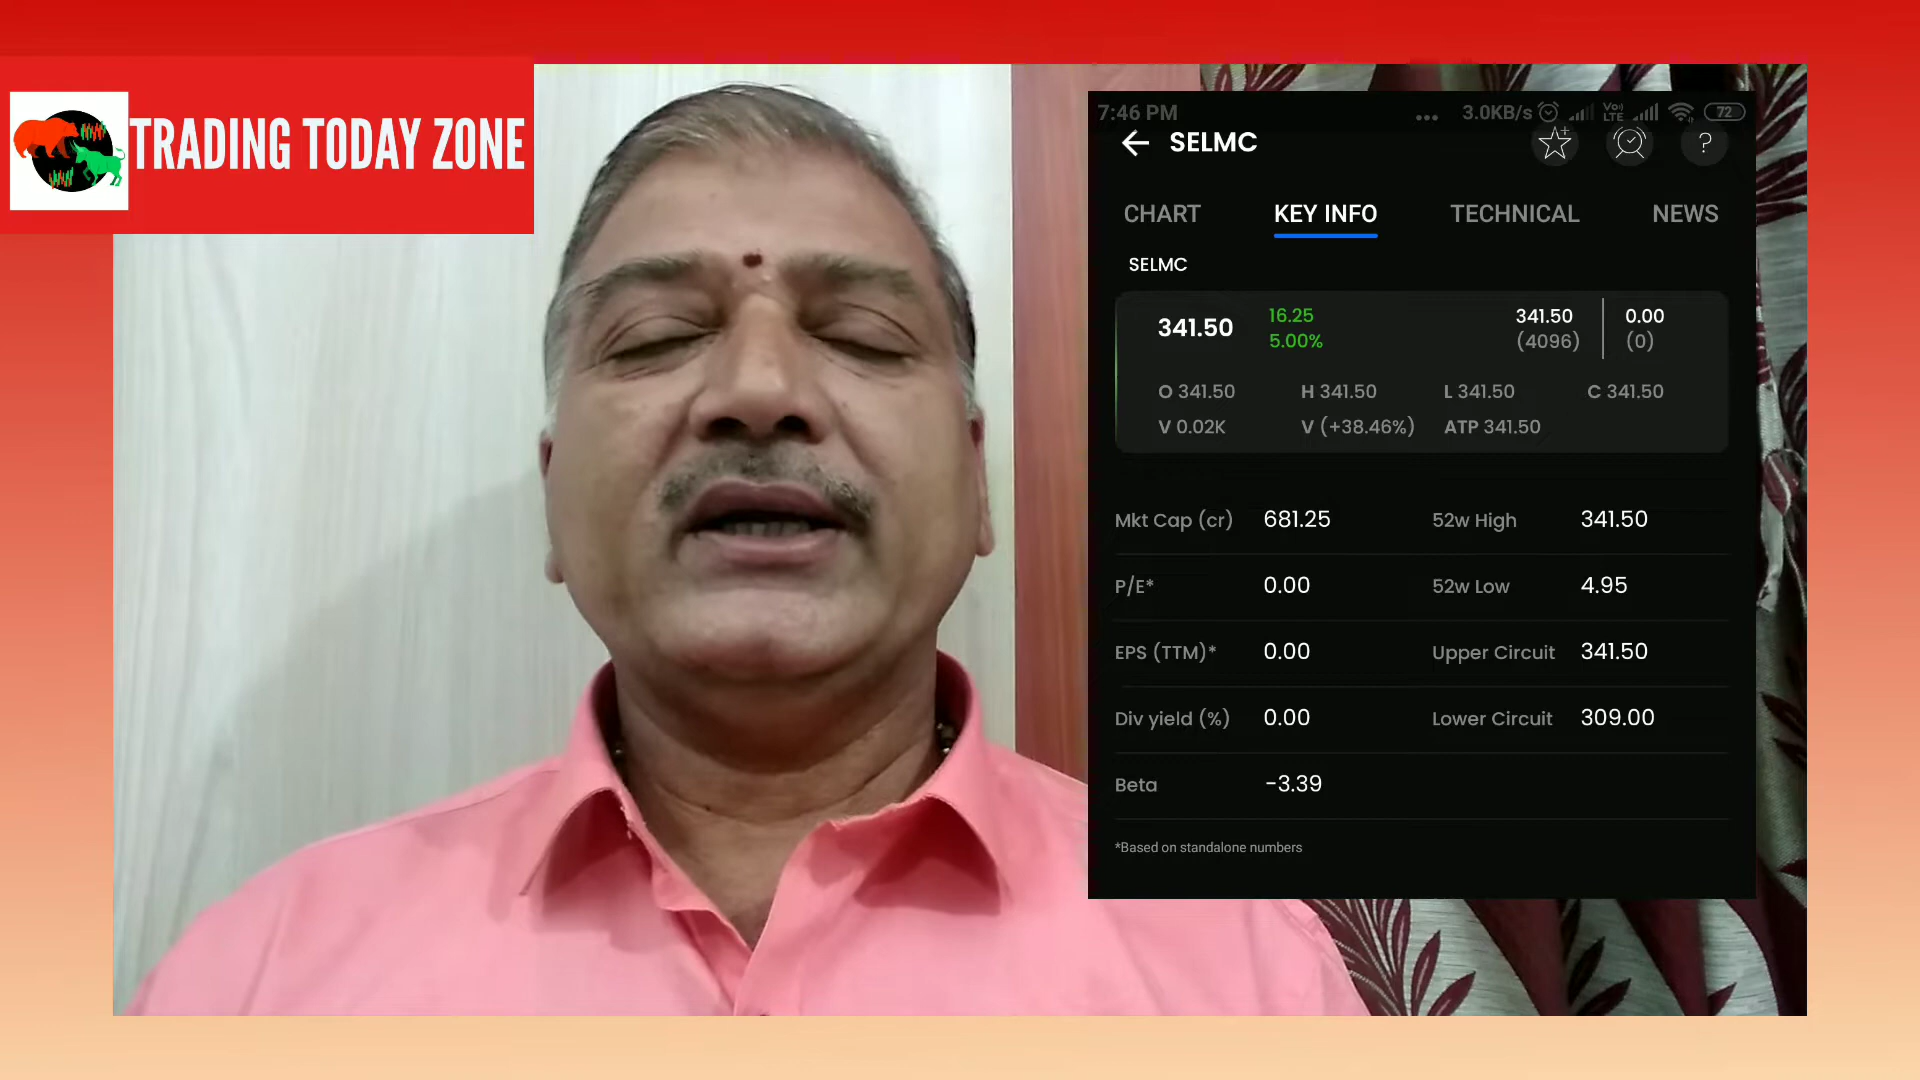 TRADING TODAY ZONE
7:46 PM
... 3.0KB/s Vo) LTE 72
SELMC
?
CHART KEY INFO TECHNICAL NEWS
SELMC
341.50 16.25 5.00% 341.50 (4096) 0.00 (0)
O 341.50 H 341.50 L 341.50 C 341.50
V 0.02K V (+38.46%) ATP 341.50
Mkt Cap (cr) 681.25 52w High 341.50
P/E* 0.00 52w Low 4.95
EPS (TTM)* 0.00 Upper Circuit 341.50
Div yield (%) 0.00 Lower Circuit 309.00
Beta -3.39
*Based on standalone numbers